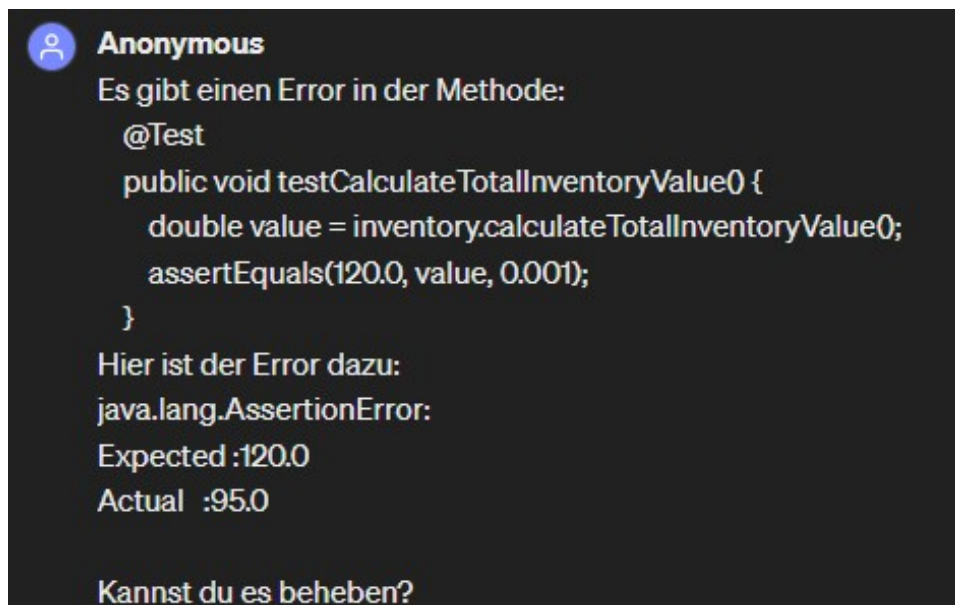 Anonymous
Es gibt einen Error in der Methode:
@Test
public void testCalculateTotalInventoryValue() {
double value = inventory.calculateTotalInventoryValue();
assertEquals(120.0, value, 0.001);
}
Hier ist der Error dazu:
java.lang.AssertionError:
Expected :120.0
Actual :95.0
Kannst du es beheben?